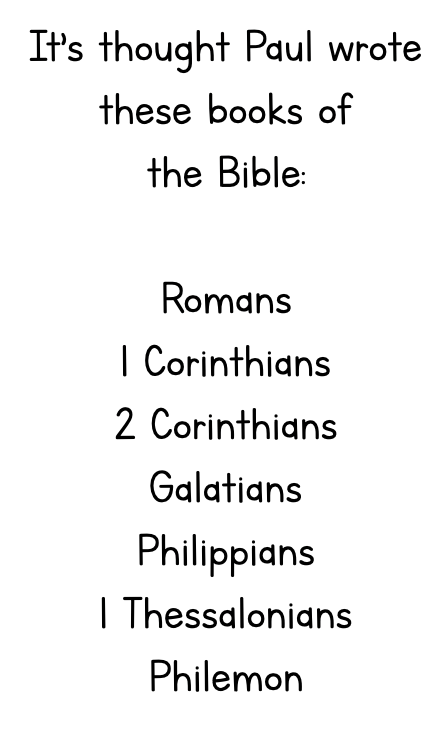 It's thought Paul wrote
these books of
the Bible:
Romans
1 Corinthians
2 Corinthians
Galatians
Philippians
1 Thessalonians
Philemon